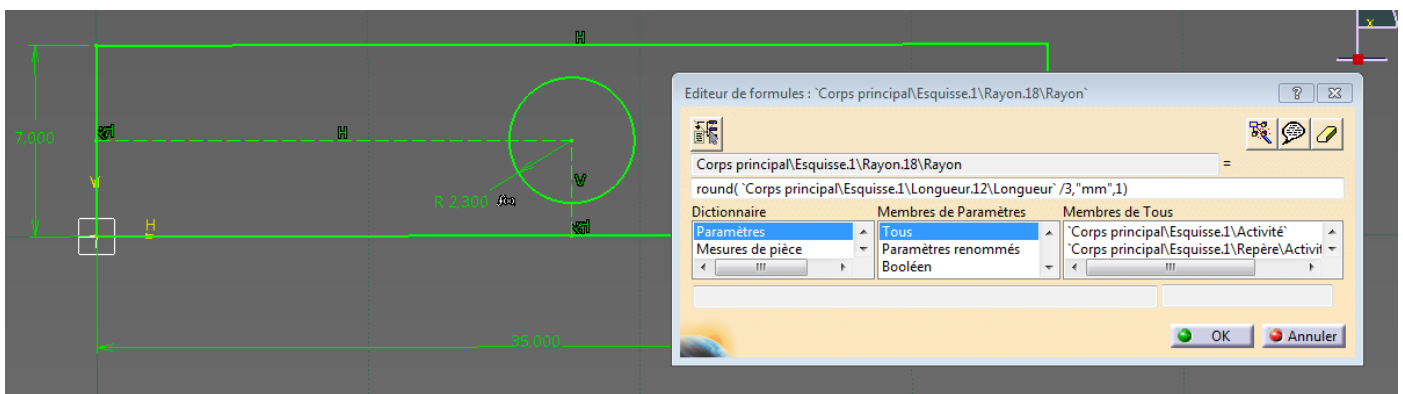 H
x
Editeur de formules : `Corps principal\Esquisse.1\Rayon.18\Rayon`
7,000
H
Corps principal\Esquisse.1\Rayon.18\Rayon =
V
V
round( `Corps principal\Esquisse.1\Longueur.12\Longueur` /3,"mm",1)
R 2,300 f(x)
Dictionnaire Membres de Paramètres Membres de Tous
H
Paramètres Tous `Corps principal\Esquisse.1\Activité`
Mesures de pièce Paramètres renommés `Corps principal\Esquisse.1\Repère\Activit
Booléen
35,000
OK Annuler